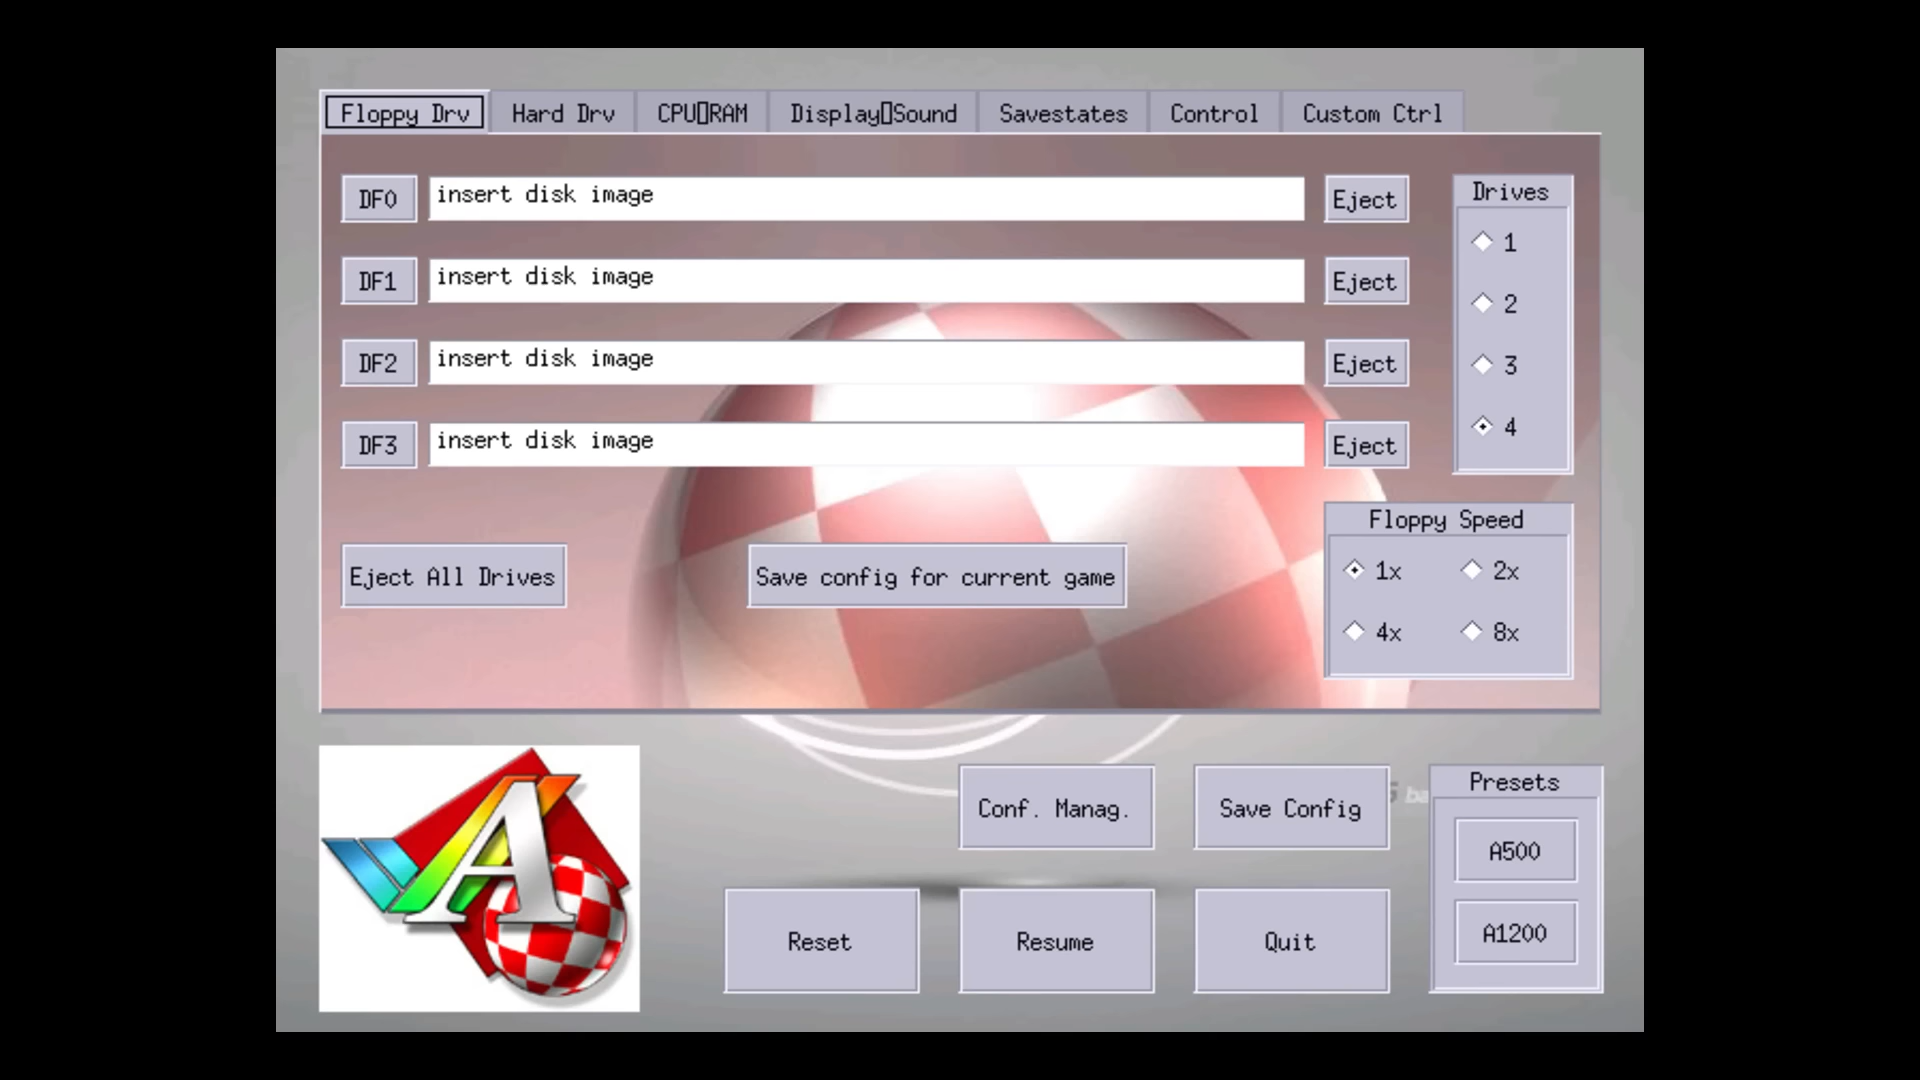 Floppy Drv Hard Drv CPU▯RAM Display▯Sound Savestates Control Custom Ctrl
DF0 insert disk image Eject
DF1 insert disk image Eject
DF2 insert disk image Eject
DF3 insert disk image Eject
Drives
1
2
3
4
Floppy Speed
1x 2x
4x 8x
Eject All Drives Save config for current game
A
Conf. Manag. Save Config
Reset Resume Quit
Presets
A500
A1200